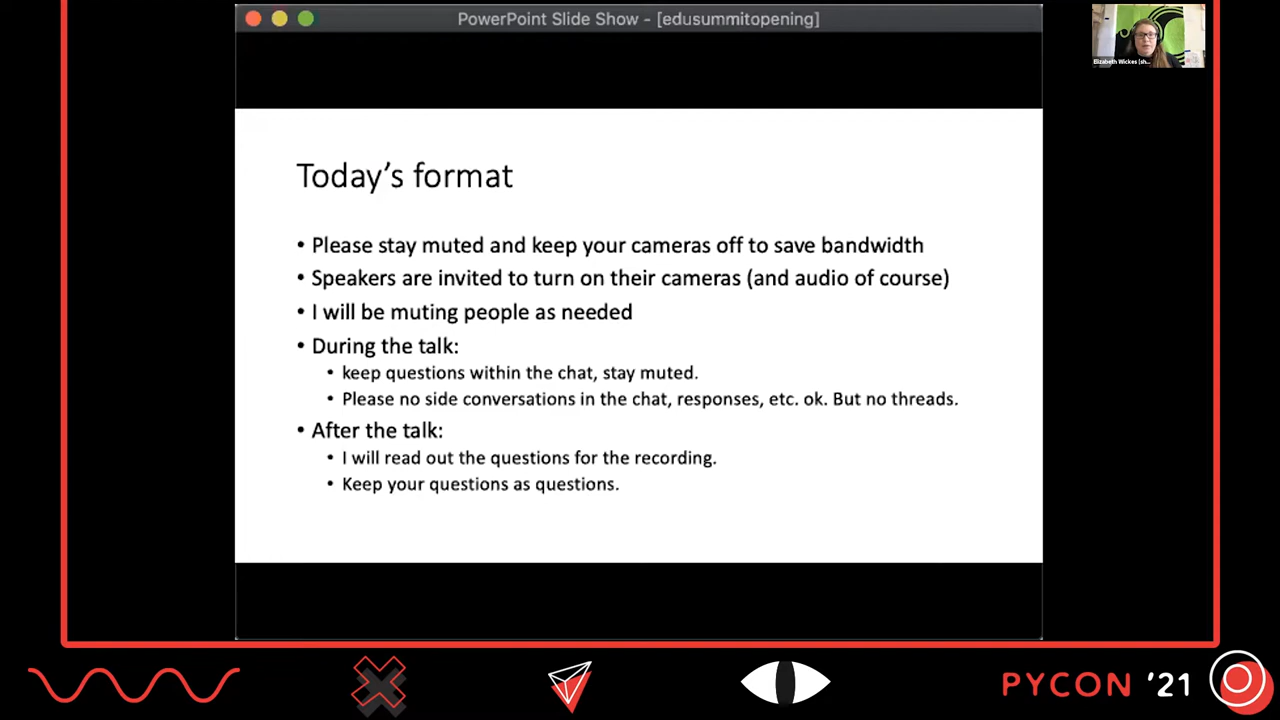 PowerPoint Slide Show - [edusummitopening]
Elizabeth Wickes (sh...
Today's format
• Please stay muted and keep your cameras off to save bandwidth
• Speakers are invited to turn on their cameras (and audio of course)
• I will be muting people as needed
• During the talk:
• keep questions within the chat, stay muted.
• Please no side conversations in the chat, responses, etc. ok. But no threads.
• After the talk:
• I will read out the questions for the recording.
• Keep your questions as questions.
PYCON '21